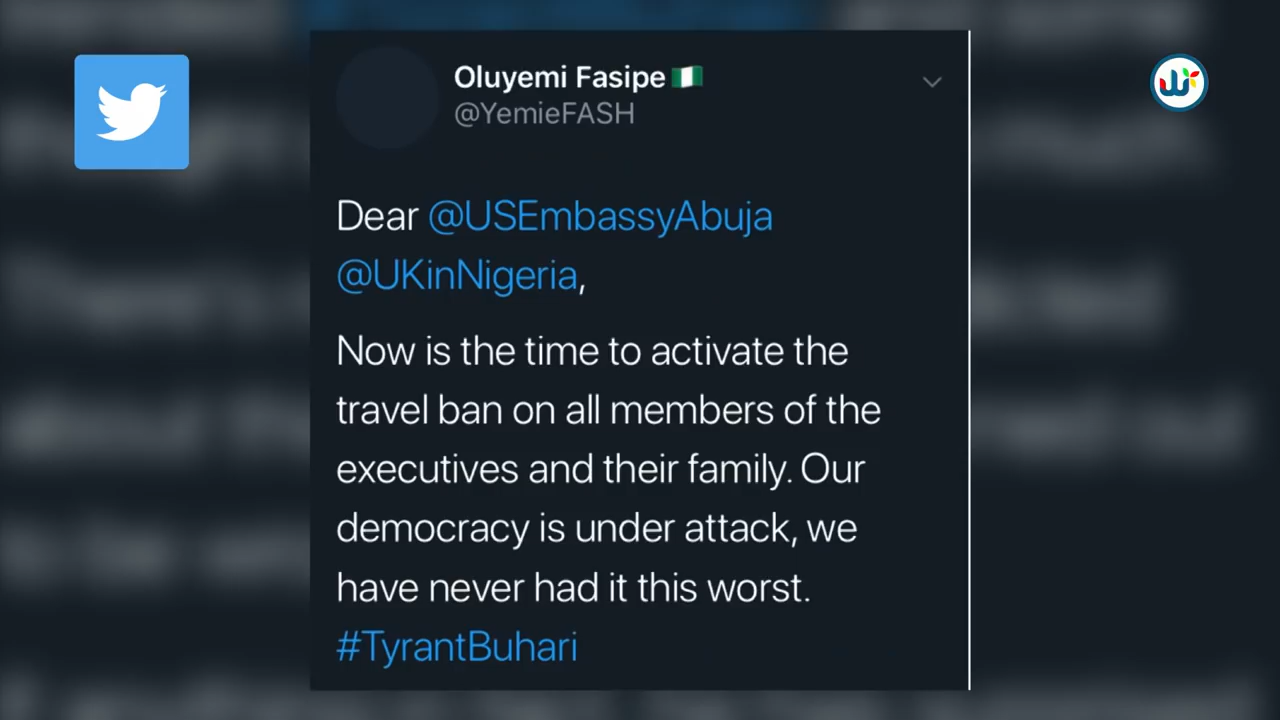 Oluyemi Fasipe🇳🇬
@YemieFASH
Dear @USEmbassyAbuja
@UKinNigeria,
Now is the time to activate the
travel ban on all members of the
executives and their family. Our
democracy is under attack, we
have never had it this worst.
#TyrantBuhari